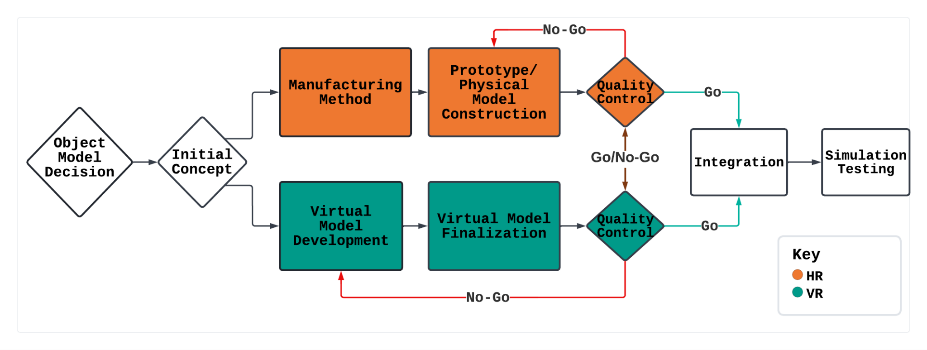 No-Go
Manufacturing
Method
Prototype/
Physical
Model
Construction
Quality
Control
Go
Object
Model
Decision
Initial
Concept
Go/No-Go
Integration
Simulation
Testing
Virtual
Model
Development
Virtual Model
Finalization
Quality
Control
Go
No-Go
Key
HR
VR